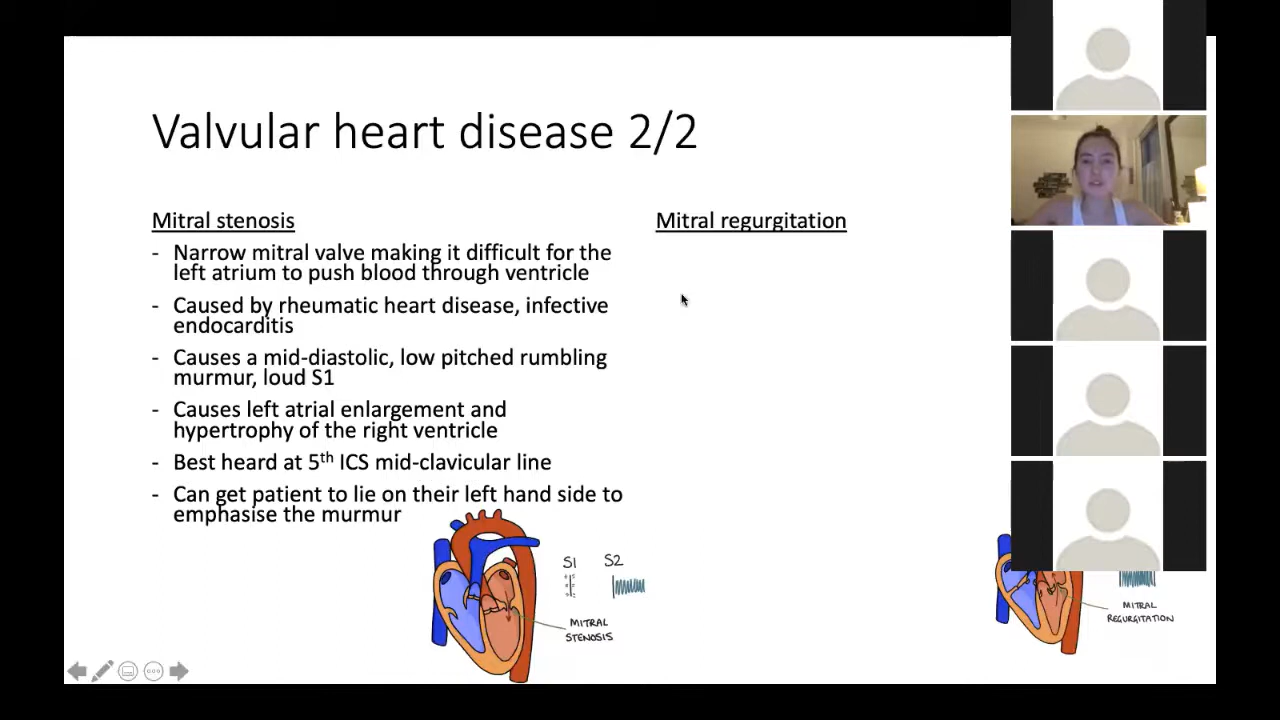 Valvular heart disease 2/2
Mitral stenosis
- Narrow mitral valve making it difficult for the
left atrium to push blood through ventricle
- Caused by rheumatic heart disease, infective
endocarditis
- Causes a mid-diastolic, low pitched rumbling
murmur, loud S1
- Causes left atrial enlargement and
hypertrophy of the right ventricle
- Best heard at 5th ICS mid-clavicular line
- Can get patient to lie on their left hand side to
emphasise the murmur
S1 S2
MITRAL
STENOSIS
Mitral regurgitation
MITRAL
REGURGITATION